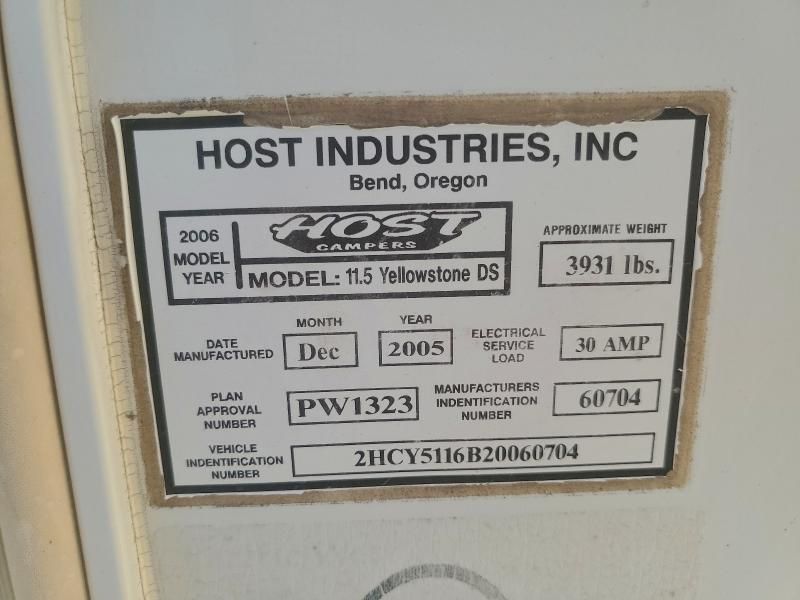 HOST INDUSTRIES, INC
Bend, Oregon
2006
MODEL
YEAR
HOST
CAMPERS
MODEL: 11.5 Yellowstone DS
APPROXIMATE WEIGHT
3931 lbs.
DATE
MANUFACTURED
MONTH
Dec
YEAR
2005
ELECTRICAL
SERVICE
LOAD
30 AMP
PLAN
APPROVAL
NUMBER
PW1323
MANUFACTURERS
INDENTIFICATION
NUMBER
60704
VEHICLE
INDENTIFICATION
NUMBER
2HCY5116B20060704